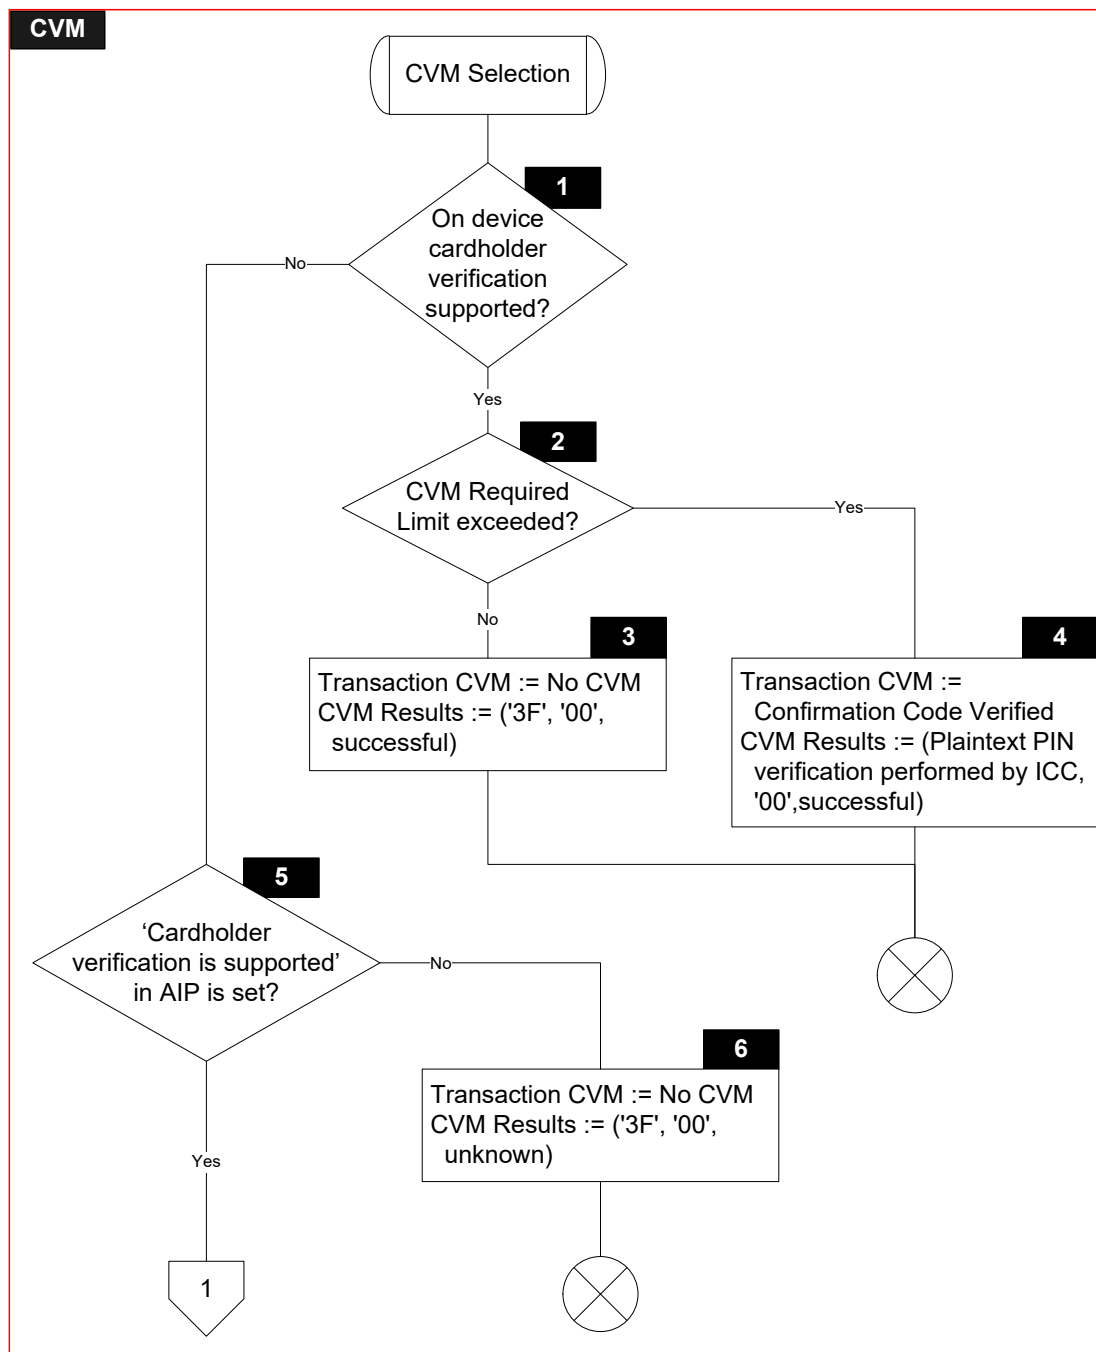 CVM
CVM Selection
1
On device
cardholder
verification
supported?
No
Yes
2
CVM Required
Limit exceeded?
Yes
No
3
Transaction CVM := No CVM
CVM Results := ('3F', '00',
successful)
4
Transaction CVM :=
Confirmation Code Verified
CVM Results := (Plaintext PIN
verification performed by ICC,
'00',successful)
5
‘Cardholder
verification is supported’
in AIP is set?
No
6
Transaction CVM := No CVM
CVM Results := ('3F', '00',
unknown)
Yes
1